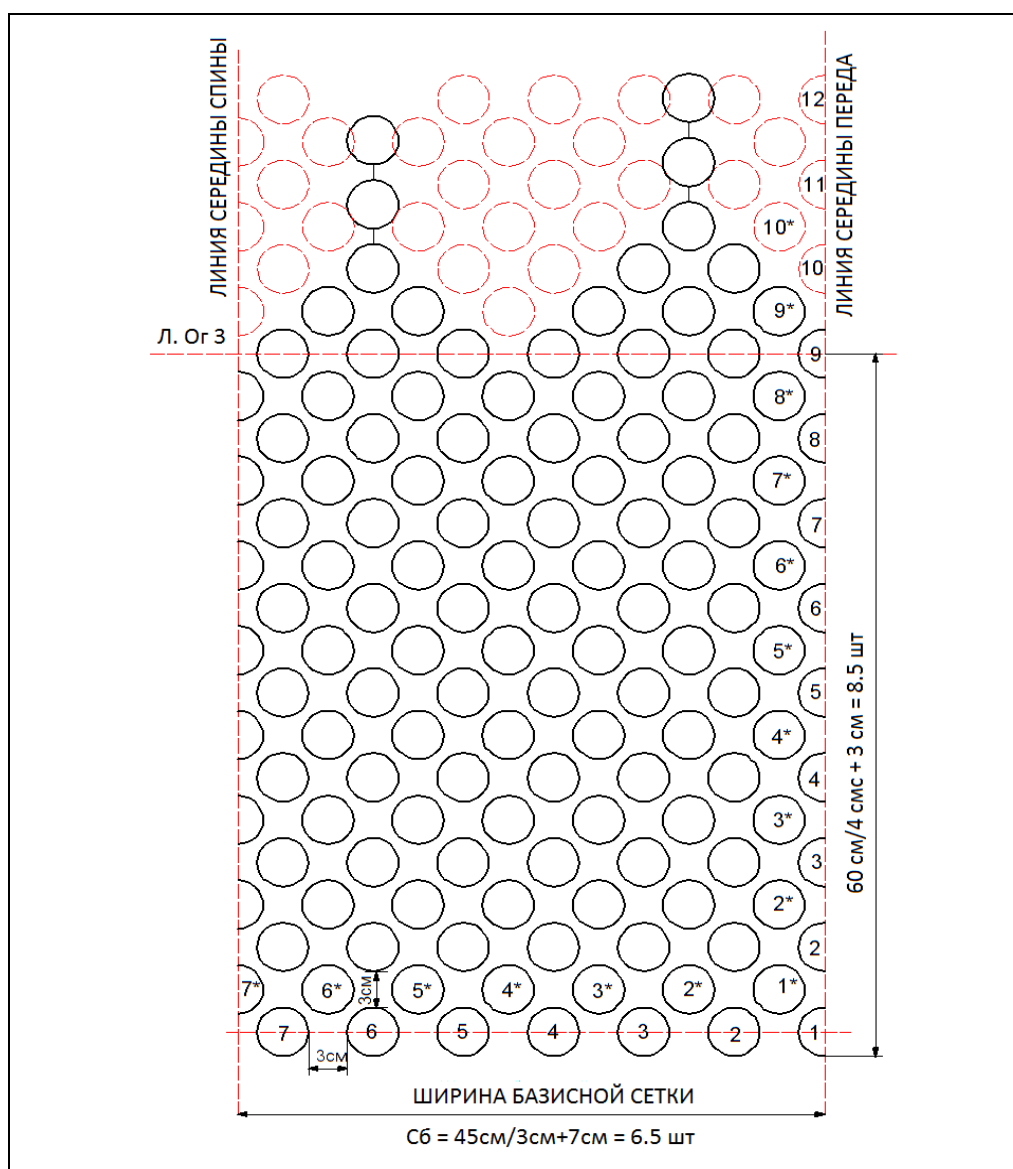 ЛИНИЯ СЕРЕДИНЫ СПИНЫ
ЛИНИЯ СЕРЕДИНЫ ПЕРЕДА
12
11
10*
10
9*
Л. Ог 3
9
8*
8
7*
7
6*
6
5*
5
4*
4
3*
3
2*
2
7* 6* 3см 5* 4* 3* 2* 1*
7 6 5 4 3 2 1
3см
60 см/4 смс + 3 см = 8.5 шт
ШИРИНА БАЗИСНОЙ СЕТКИ
Сб = 45см/3см+7см = 6.5 шт